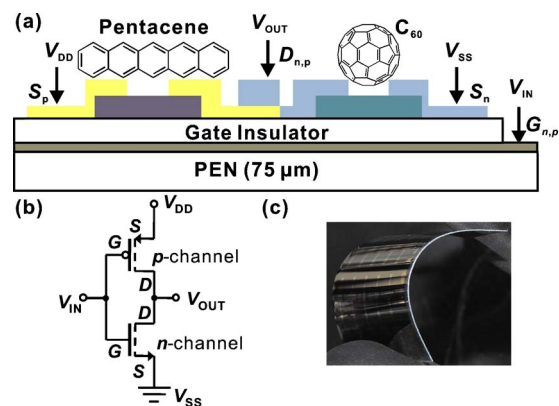 (a)
Pentacene
V_OUT
C_60
V_DD
D_n,p
V_SS
S_p
S_n
V_IN
G_n,p
Gate Insulator
PEN (75 µm)
(b)
V_DD
S
G
p-channel
D
V_IN
V_OUT
D
G
n-channel
S
V_SS
(c)